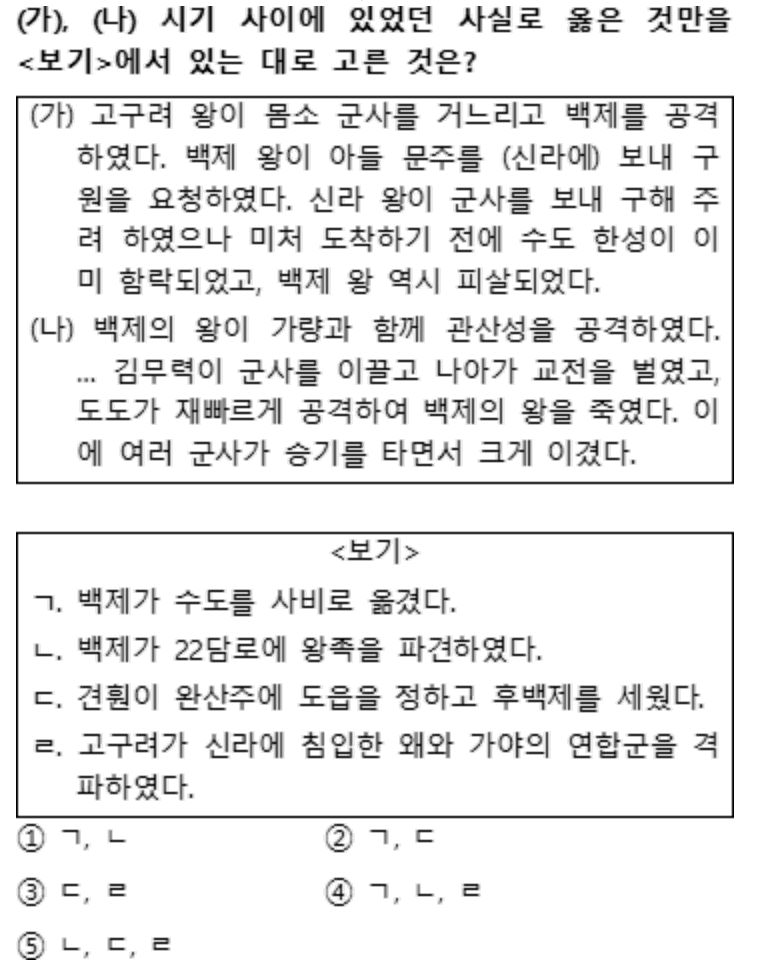 (가), (나) 시기 사이에 있었던 사실로 옳은 것만을
<보기>에서 있는 대로 고른 것은?
(가) 고구려 왕이 몸소 군사를 거느리고 백제를 공격
하였다. 백제 왕이 아들 문주를 (신라에) 보내 구
원을 요청하였다. 신라 왕이 군사를 보내 구해 주
려 하였으나 미처 도착하기 전에 수도 한성이 이
미 함락되었고, 백제 왕 역시 피살되었다.
(나) 백제의 왕이 가량과 함께 관산성을 공격하였다.
... 김무력이 군사를 이끌고 나아가 교전을 벌였고,
도도가 재빠르게 공격하여 백제의 왕을 죽였다. 이
에 여러 군사가 승기를 타면서 크게 이겼다.
<보기>
ㄱ. 백제가 수도를 사비로 옮겼다.
ㄴ. 백제가 22담로에 왕족을 파견하였다.
ㄷ. 견훤이 완산주에 도읍을 정하고 후백제를 세웠다.
ㄹ. 고구려가 신라에 침입한 왜와 가야의 연합군을 격
파하였다.
① ㄱ, ㄴ ② ㄱ, ㄷ
③ ㄷ, ㄹ ④ ㄱ, ㄴ, ㄹ
⑤ ㄴ, ㄷ, ㄹ